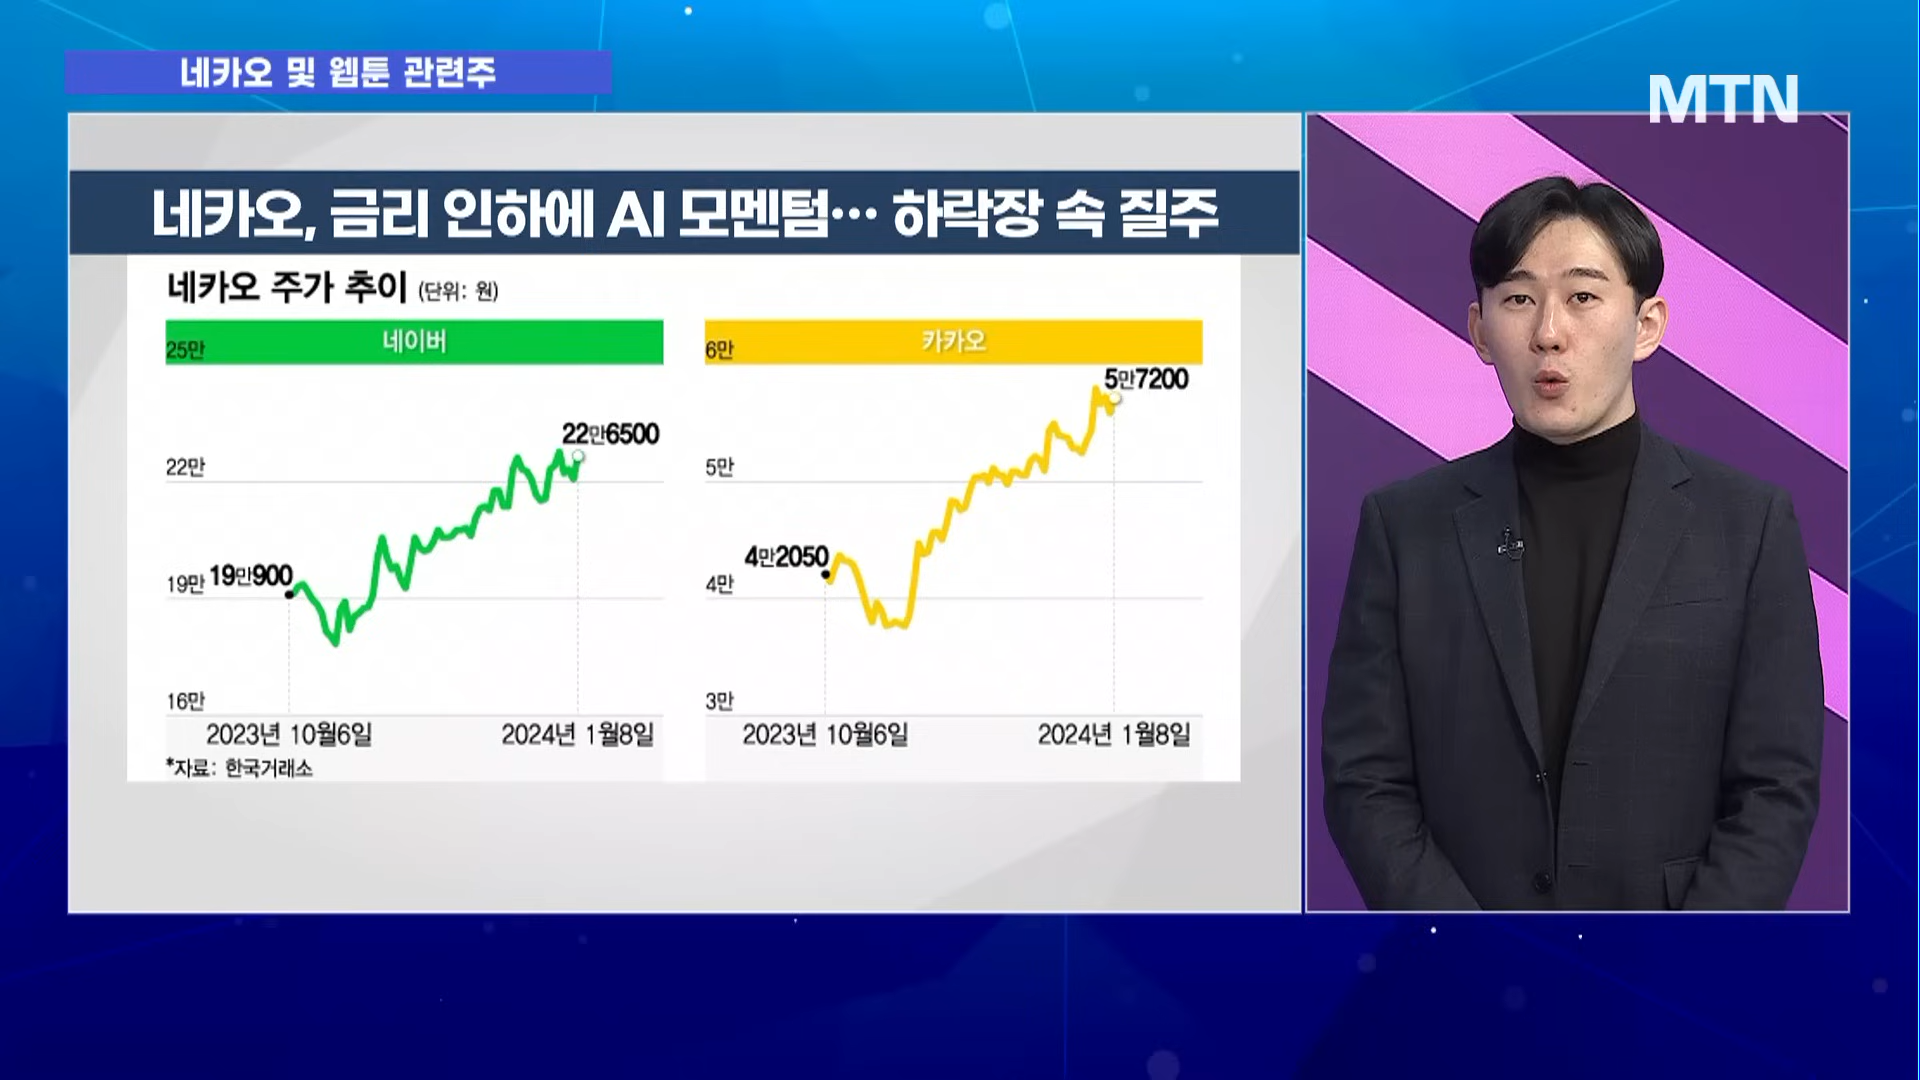 네카오 및 웹툰 관련주
MTN
네카오, 금리 인하에 AI 모멘텀… 하락장 속 질주
네카오 주가 추이 (단위: 원)
네이버
25만
22만6500
22만
19만900
19만
16만
2023년 10월6일 2024년 1월8일
카카오
6만
5만7200
5만
4만2050
4만
3만
2023년 10월6일 2024년 1월8일
*자료: 한국거래소